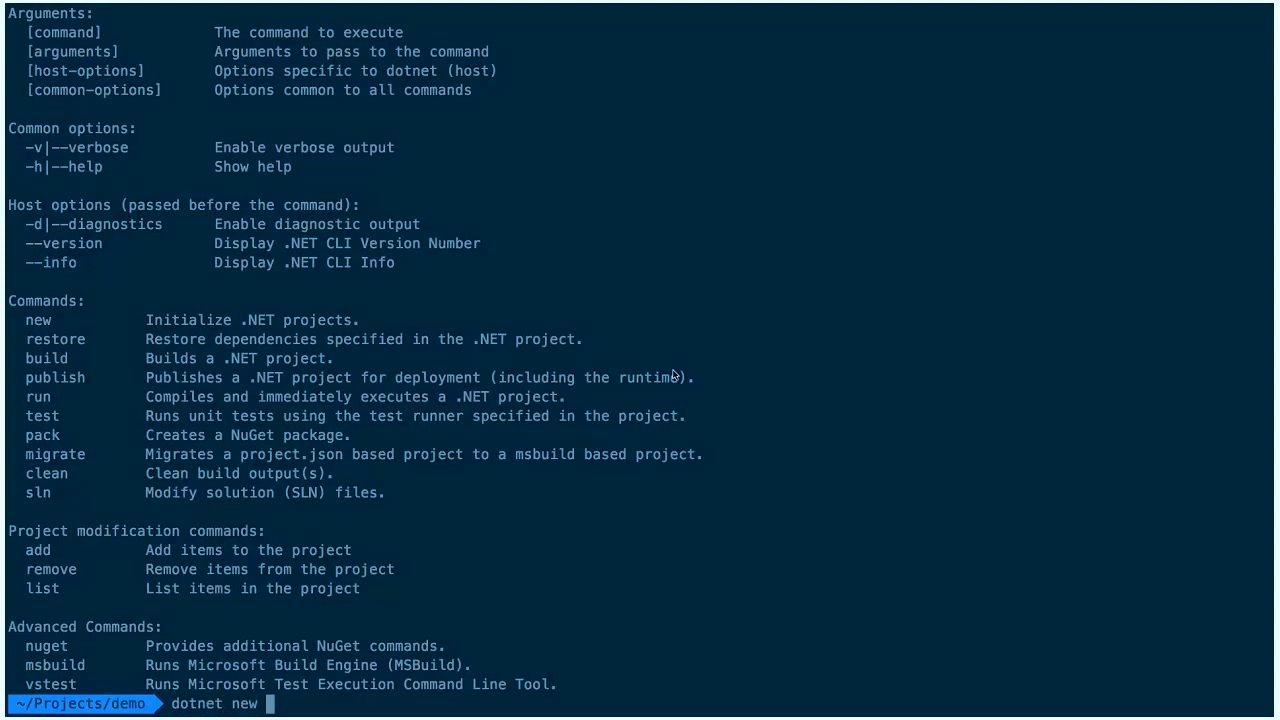 Arguments:
[command] The command to execute
[arguments] Arguments to pass to the command
[host-options] Options specific to dotnet (host)
[common-options] Options common to all commands
Common options:
-v|--verbose Enable verbose output
-h|--help Show help
Host options (passed before the command):
-d|--diagnostics Enable diagnostic output
--version Display .NET CLI Version Number
--info Display .NET CLI Info
Commands:
new Initialize .NET projects.
restore Restore dependencies specified in the .NET project.
build Builds a .NET project.
publish Publishes a .NET project for deployment (including the runtime).
run Compiles and immediately executes a .NET project.
test Runs unit tests using the test runner specified in the project.
pack Creates a NuGet package.
migrate Migrates a project.json based project to a msbuild based project.
clean Clean build output(s).
sln Modify solution (SLN) files.
Project modification commands:
add Add items to the project
remove Remove items from the project
list List items in the project
Advanced Commands:
nuget Provides additional NuGet commands.
msbuild Runs Microsoft Build Engine (MSBuild).
vstest Runs Microsoft Test Execution Command Line Tool.
~/Projects/demo dotnet new